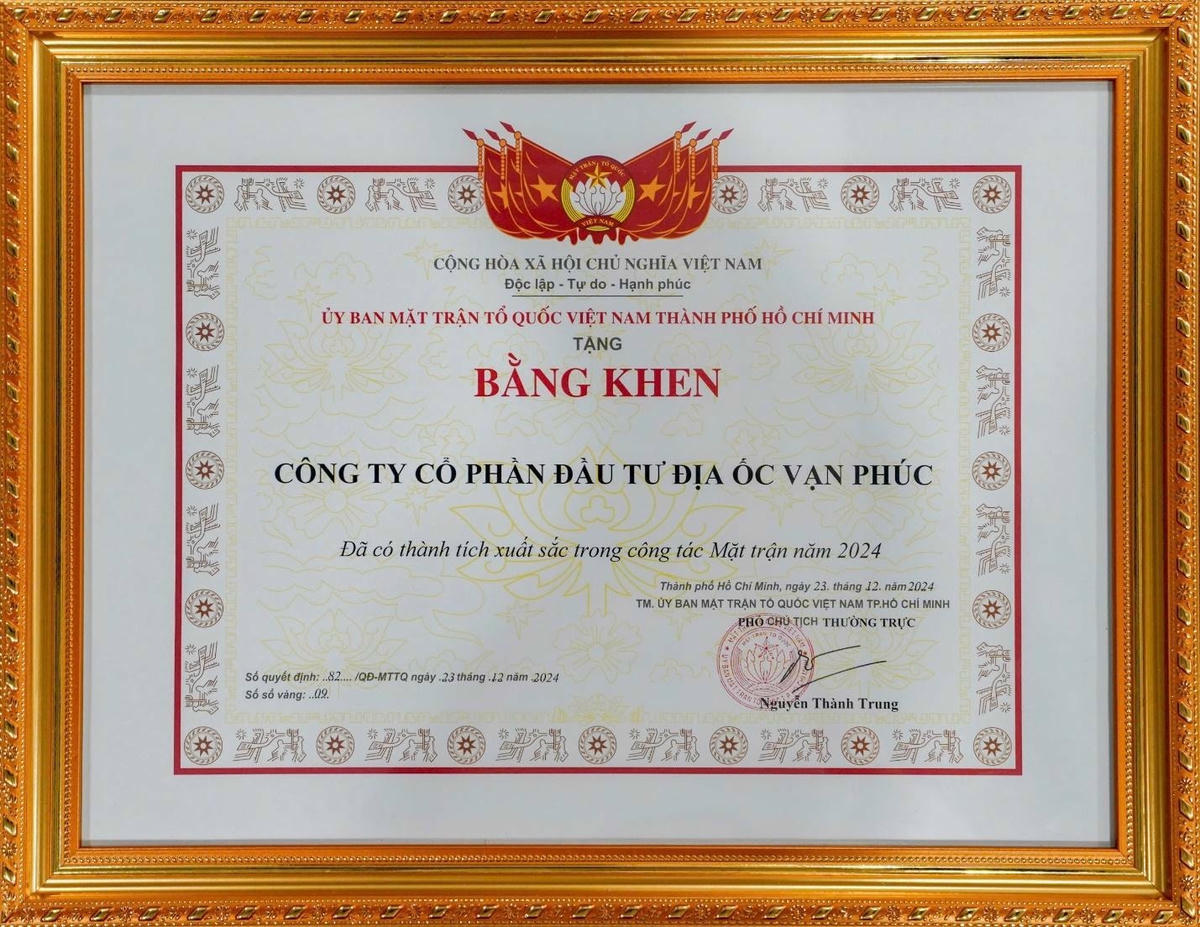 MẶT TRẬN TỔ QUỐC
VIỆT NAM
CỘNG HÒA XÃ HỘI CHỦ NGHĨA VIỆT NAM
Độc lập - Tự do - Hạnh phúc
ỦY BAN MẶT TRẬN TỔ QUỐC VIỆT NAM THÀNH PHỐ HỒ CHÍ MINH
TẶNG
BẰNG KHEN
CÔNG TY CỔ PHẦN ĐẦU TƯ ĐỊA ỐC VẠN PHÚC
Đã có thành tích xuất sắc trong công tác Mặt trận năm 2024
Thành phố Hồ Chí Minh, ngày 23. tháng .12. năm 2024
TM. ỦY BAN MẶT TRẬN TỔ QUỐC VIỆT NAM TP.HỒ CHÍ MINH
PHÓ CHỦ TỊCH THƯỜNG TRỰC
Số quyết định: ..82.... /QĐ-MTTQ ngày .23 tháng .12 năm .2024
Số sổ vàng: ..09.
Nguyễn Thành Trung